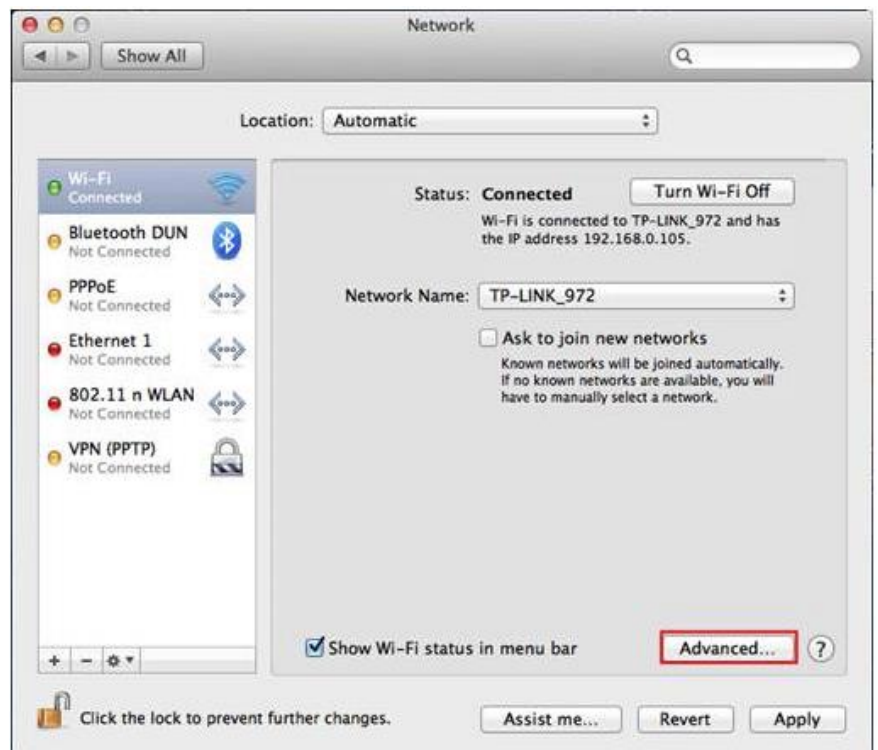 Network
Show All
Location: Automatic
Wi-Fi
Connected
Bluetooth DUN
Not Connected
PPPoE
Not Connected
Ethernet 1
Not Connected
802.11 n WLAN
Not Connected
VPN (PPTP)
Not Connected
Status: Connected
Turn Wi-Fi Off
Wi-Fi is connected to TP-LINK_972 and has
the IP address 192.168.0.105.
Network Name: TP-LINK_972
Ask to join new networks
Known networks will be joined automatically.
If no known networks are available, you will
have to manually select a network.
Show Wi-Fi status in menu bar
Advanced...
?
+ −
Click the lock to prevent further changes.
Assist me...
Revert
Apply